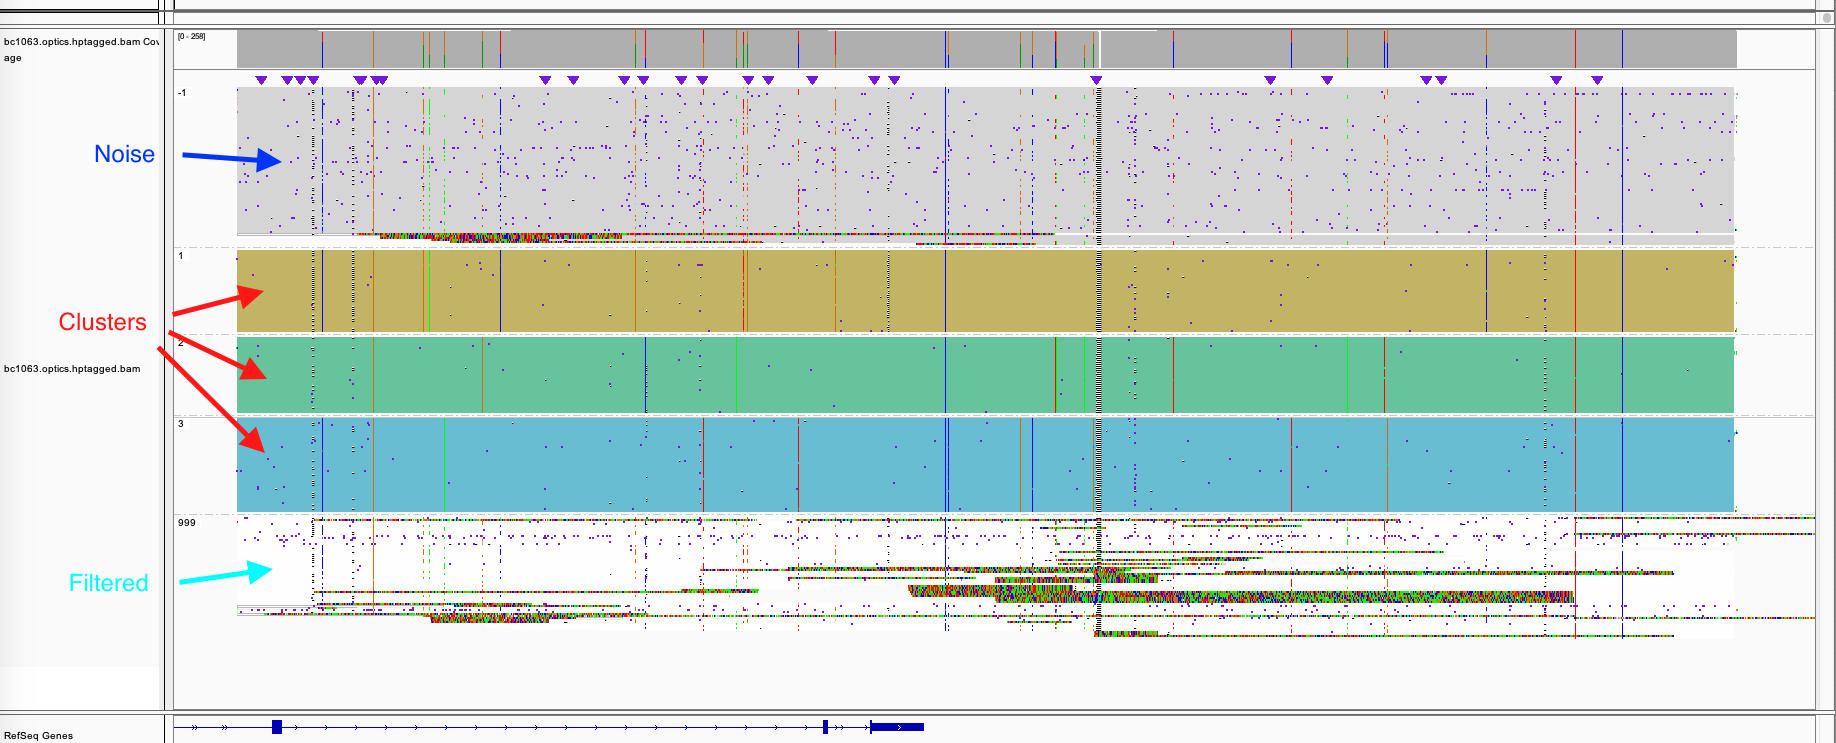 bc1063.optics.hptagged.bam Cov
age
[0 - 258]
-1
Noise
1
Clusters
2
bc1063.optics.hptagged.bam
3
999
Filtered
RefSeq Genes